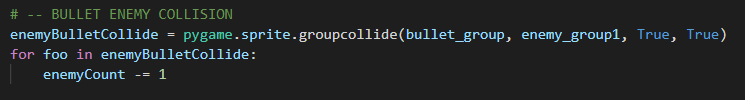 # -- BULLET ENEMY COLLISION
enemyBulletCollide = pygame.sprite.groupcollide(bullet_group, enemy_group1, True, True)
for foo in enemyBulletCollide:
    enemyCount -= 1